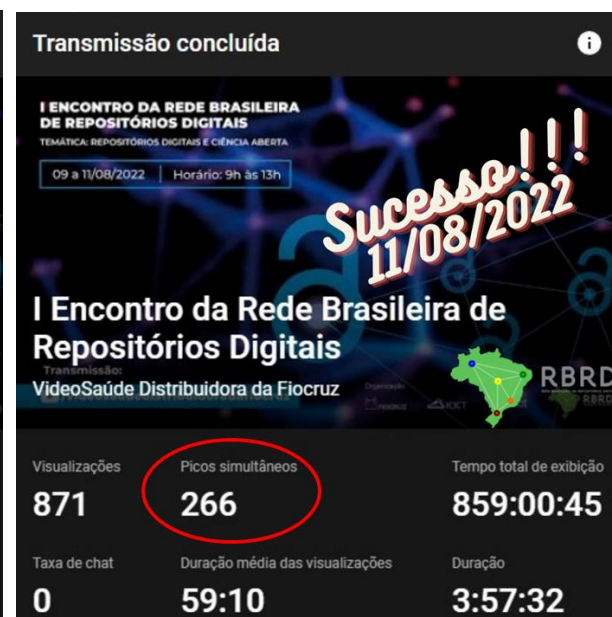 Transmissão concluída
I ENCONTRO DA REDE BRASILEIRA
DE REPOSITÓRIOS DIGITAIS
TEMÁTICA: REPOSITÓRIOS DIGITAIS E CIÊNCIA ABERTA
09 a 11/08/2022 | Horário: 9h às 13h
Sucesso!!!
11/08/2022
I Encontro da Rede Brasileira de
Repositórios Digitais
Transmissão:
VideoSaúde Distribuidora da Fiocruz
Organização
RBRD
RBRD
Visualizações
871
Picos simultâneos
266
Tempo total de exibição
859:00:45
Taxa de chat
0
Duração média das visualizações
59:10
Duração
3:57:32